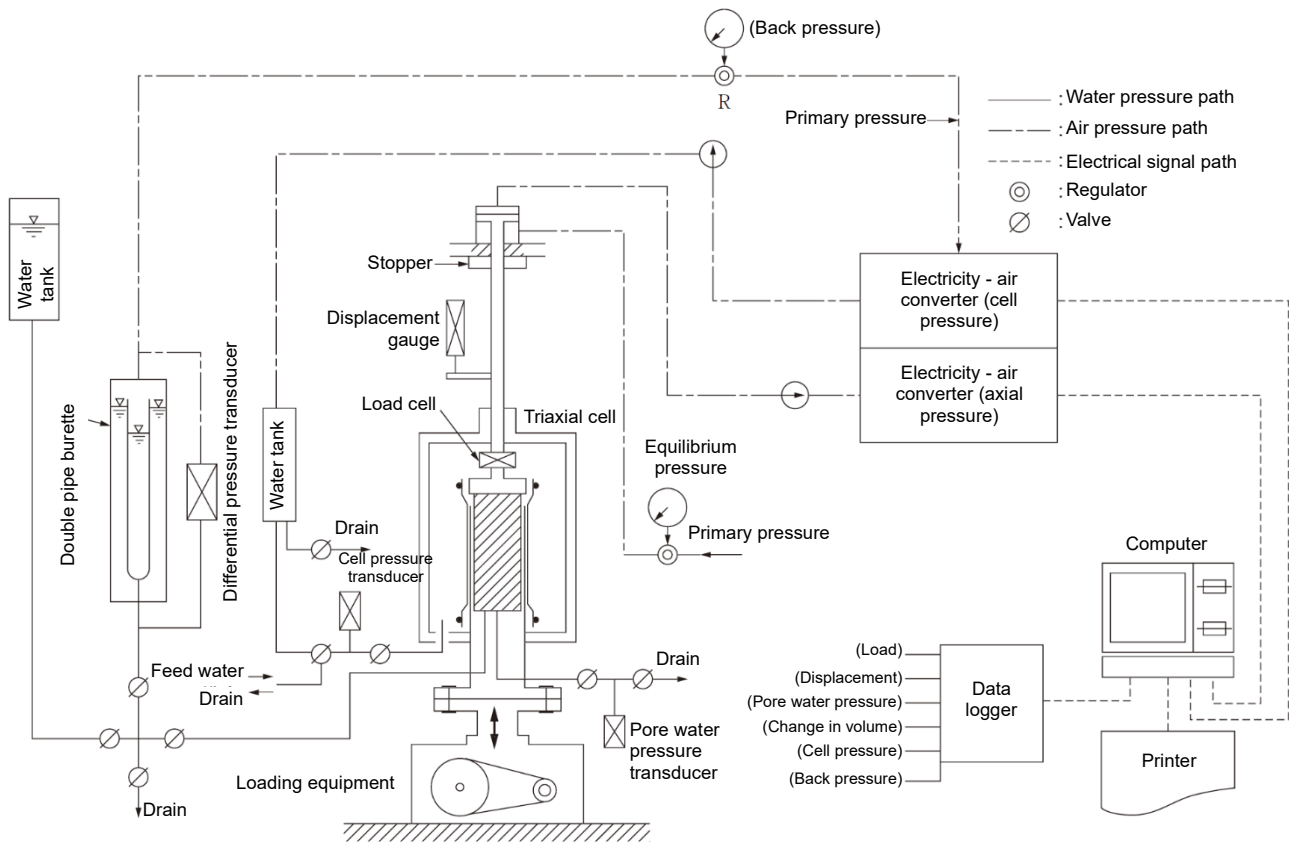 (Back pressure)
R
Primary pressure
: Water pressure path
: Air pressure path
: Electrical signal path
: Regulator
: Valve
Water
tank
Stopper
Displacement
gauge
Electricity - air
converter (cell
pressure)
Electricity - air
converter (axial
pressure)
Double pipe burette
Differential pressure transducer
Water tank
Load cell
Triaxial cell
Equilibrium
pressure
Primary pressure
Drain
Cell pressure
transducer
Computer
Feed water
Drain
Drain
(Load)
(Displacement)
(Pore water pressure)
(Change in volume)
(Cell pressure)
(Back pressure)
Data
logger
Pore water
pressure
transducer
Printer
Loading equipment
Drain